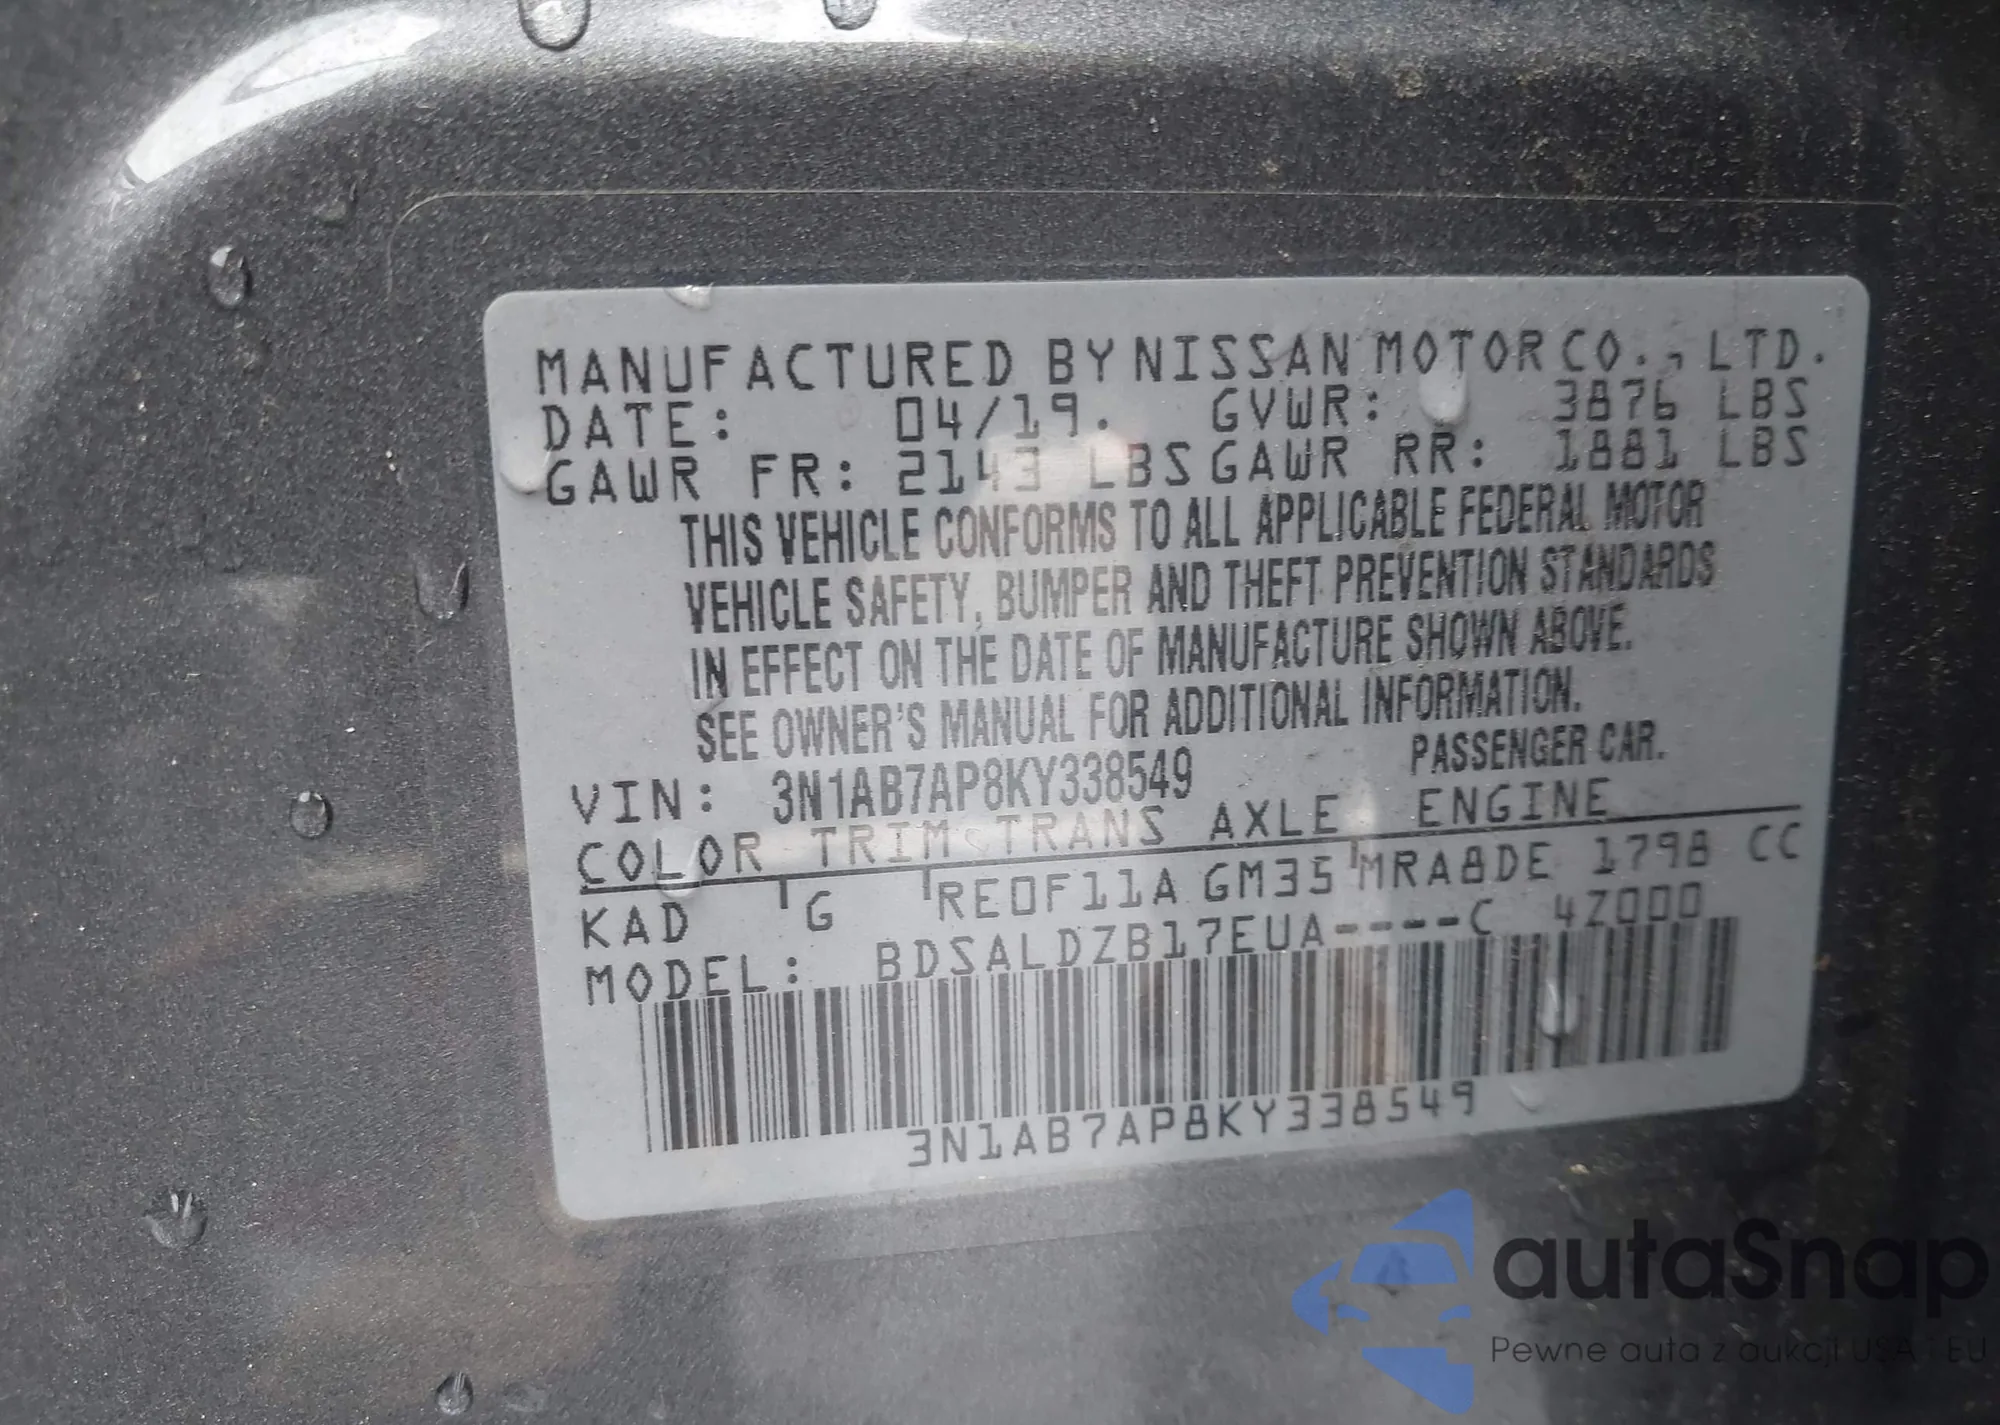 MANUFACTURED BY NISSAN MOTOR CO., LTD.
DATE: 04/19. GVWR: 3876 LBS
GAWR FR: 2143 LBS GAWR RR: 1881 LBS
THIS VEHICLE CONFORMS TO ALL APPLICABLE FEDERAL MOTOR
VEHICLE SAFETY, BUMPER AND THEFT PREVENTION STANDARDS
IN EFFECT ON THE DATE OF MANUFACTURE SHOWN ABOVE.
SEE OWNER'S MANUAL FOR ADDITIONAL INFORMATION.
VIN: 3N1AB7AP8KY338549 PASSENGER CAR.
COLOR TRIM TRANS AXLE ENGINE
KAD G RE0F11A GM35 MRA8DE 1798 CC
MODEL: BDSALDZB17EUA----C 4Z000
3N1AB7AP8KY338549
autaSnap
Pewne auta z aukcji USA i EU